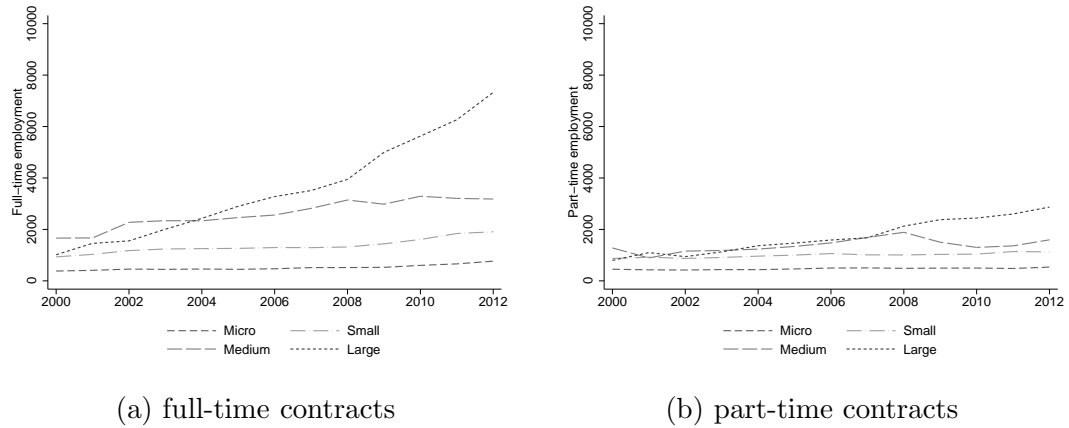 Full-time employment
0 2000 4000 6000 8000 10000
2000 2002 2004 2006 2008 2010 2012
Micro Small
Medium Large
(a) full-time contracts
Part-time employment
0 2000 4000 6000 8000 10000
2000 2002 2004 2006 2008 2010 2012
Micro Small
Medium Large
(b) part-time contracts